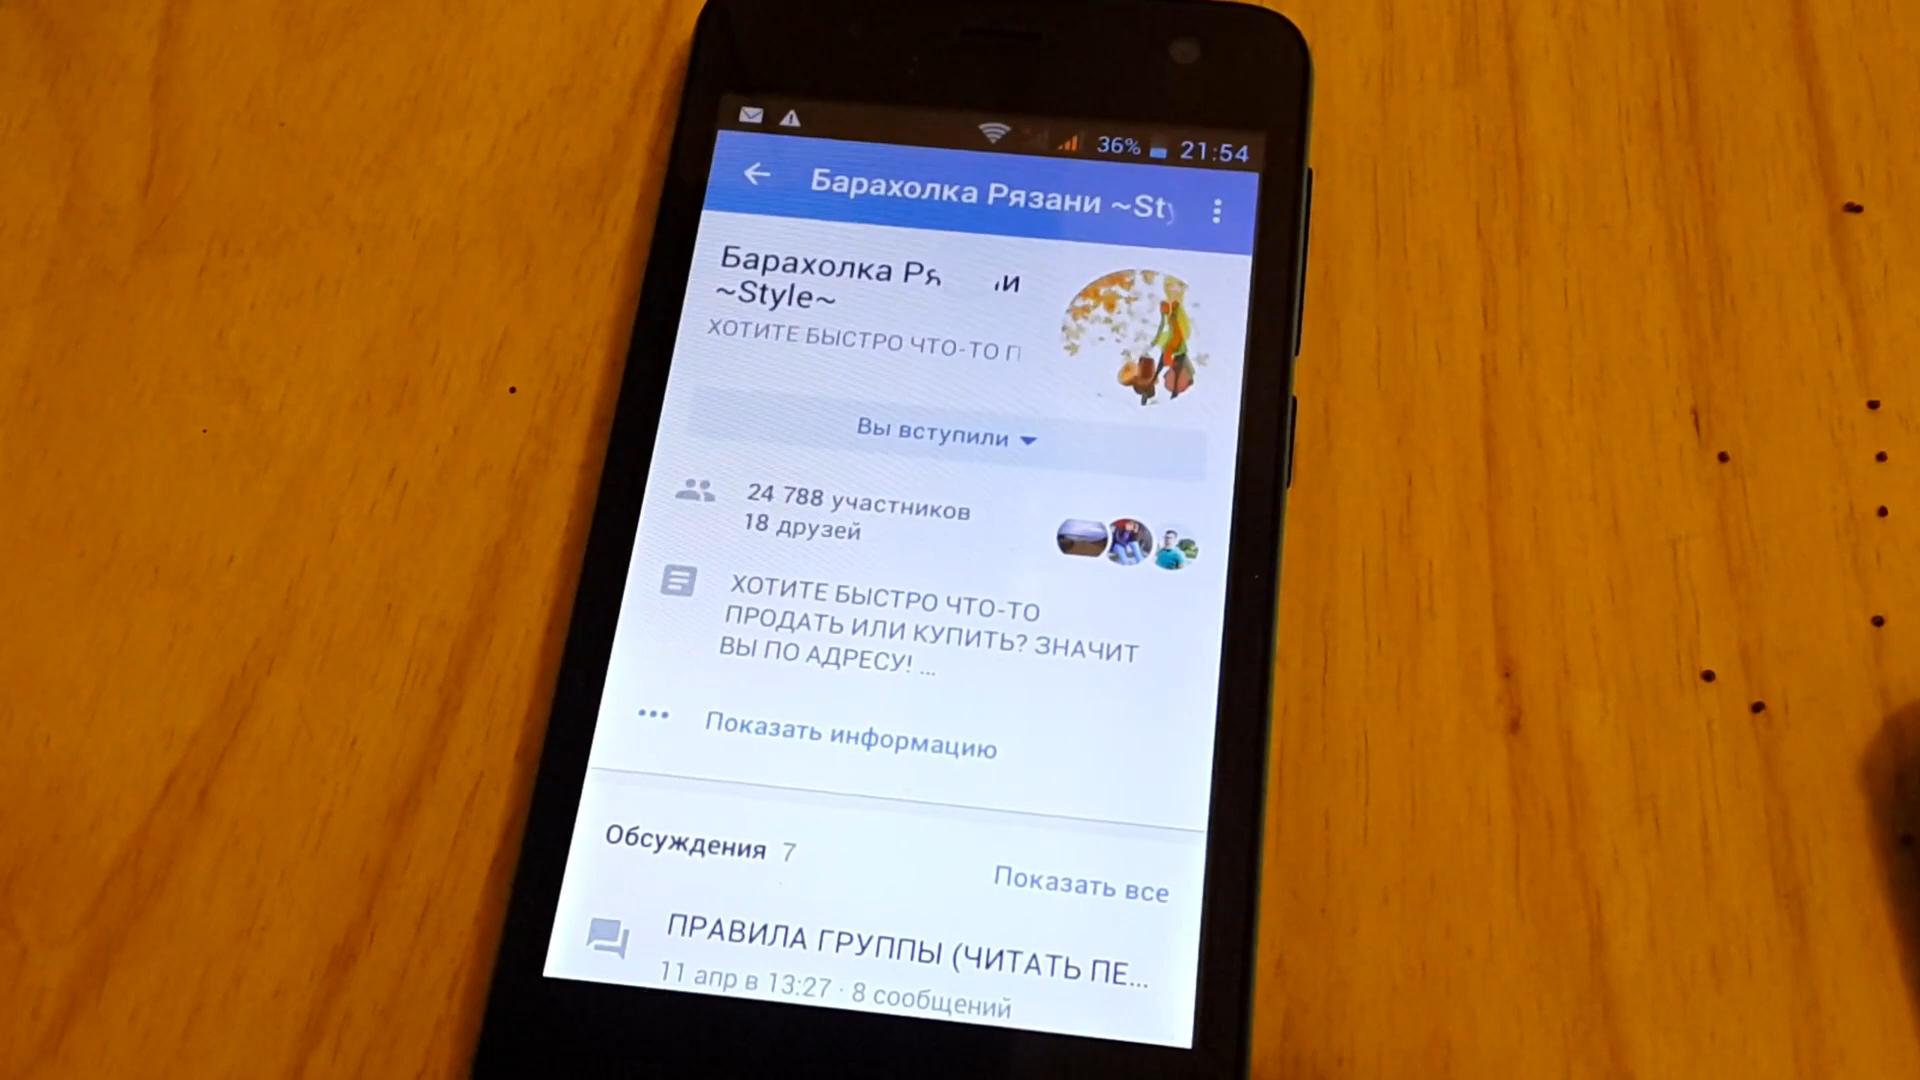 36% 21:54
Барахолка Рязани ~Sty
Барахолка
~Style~
ХОТИТЕ БЫСТРО ЧТО-ТО
Вы вступили
24 788 участников
18 друзей
ХОТИТЕ БЫСТРО ЧТО-ТО
ПРОДАТЬ ИЛИ КУПИТЬ? ЗНАЧИТ
ВЫ ПО АДРЕСУ! ...
Показать информацию
Обсуждения 7
Показать все
ПРАВИЛА ГРУППЫ (ЧИТАТЬ ПЕ...
11 апр в 13:27 · 8 сообщений